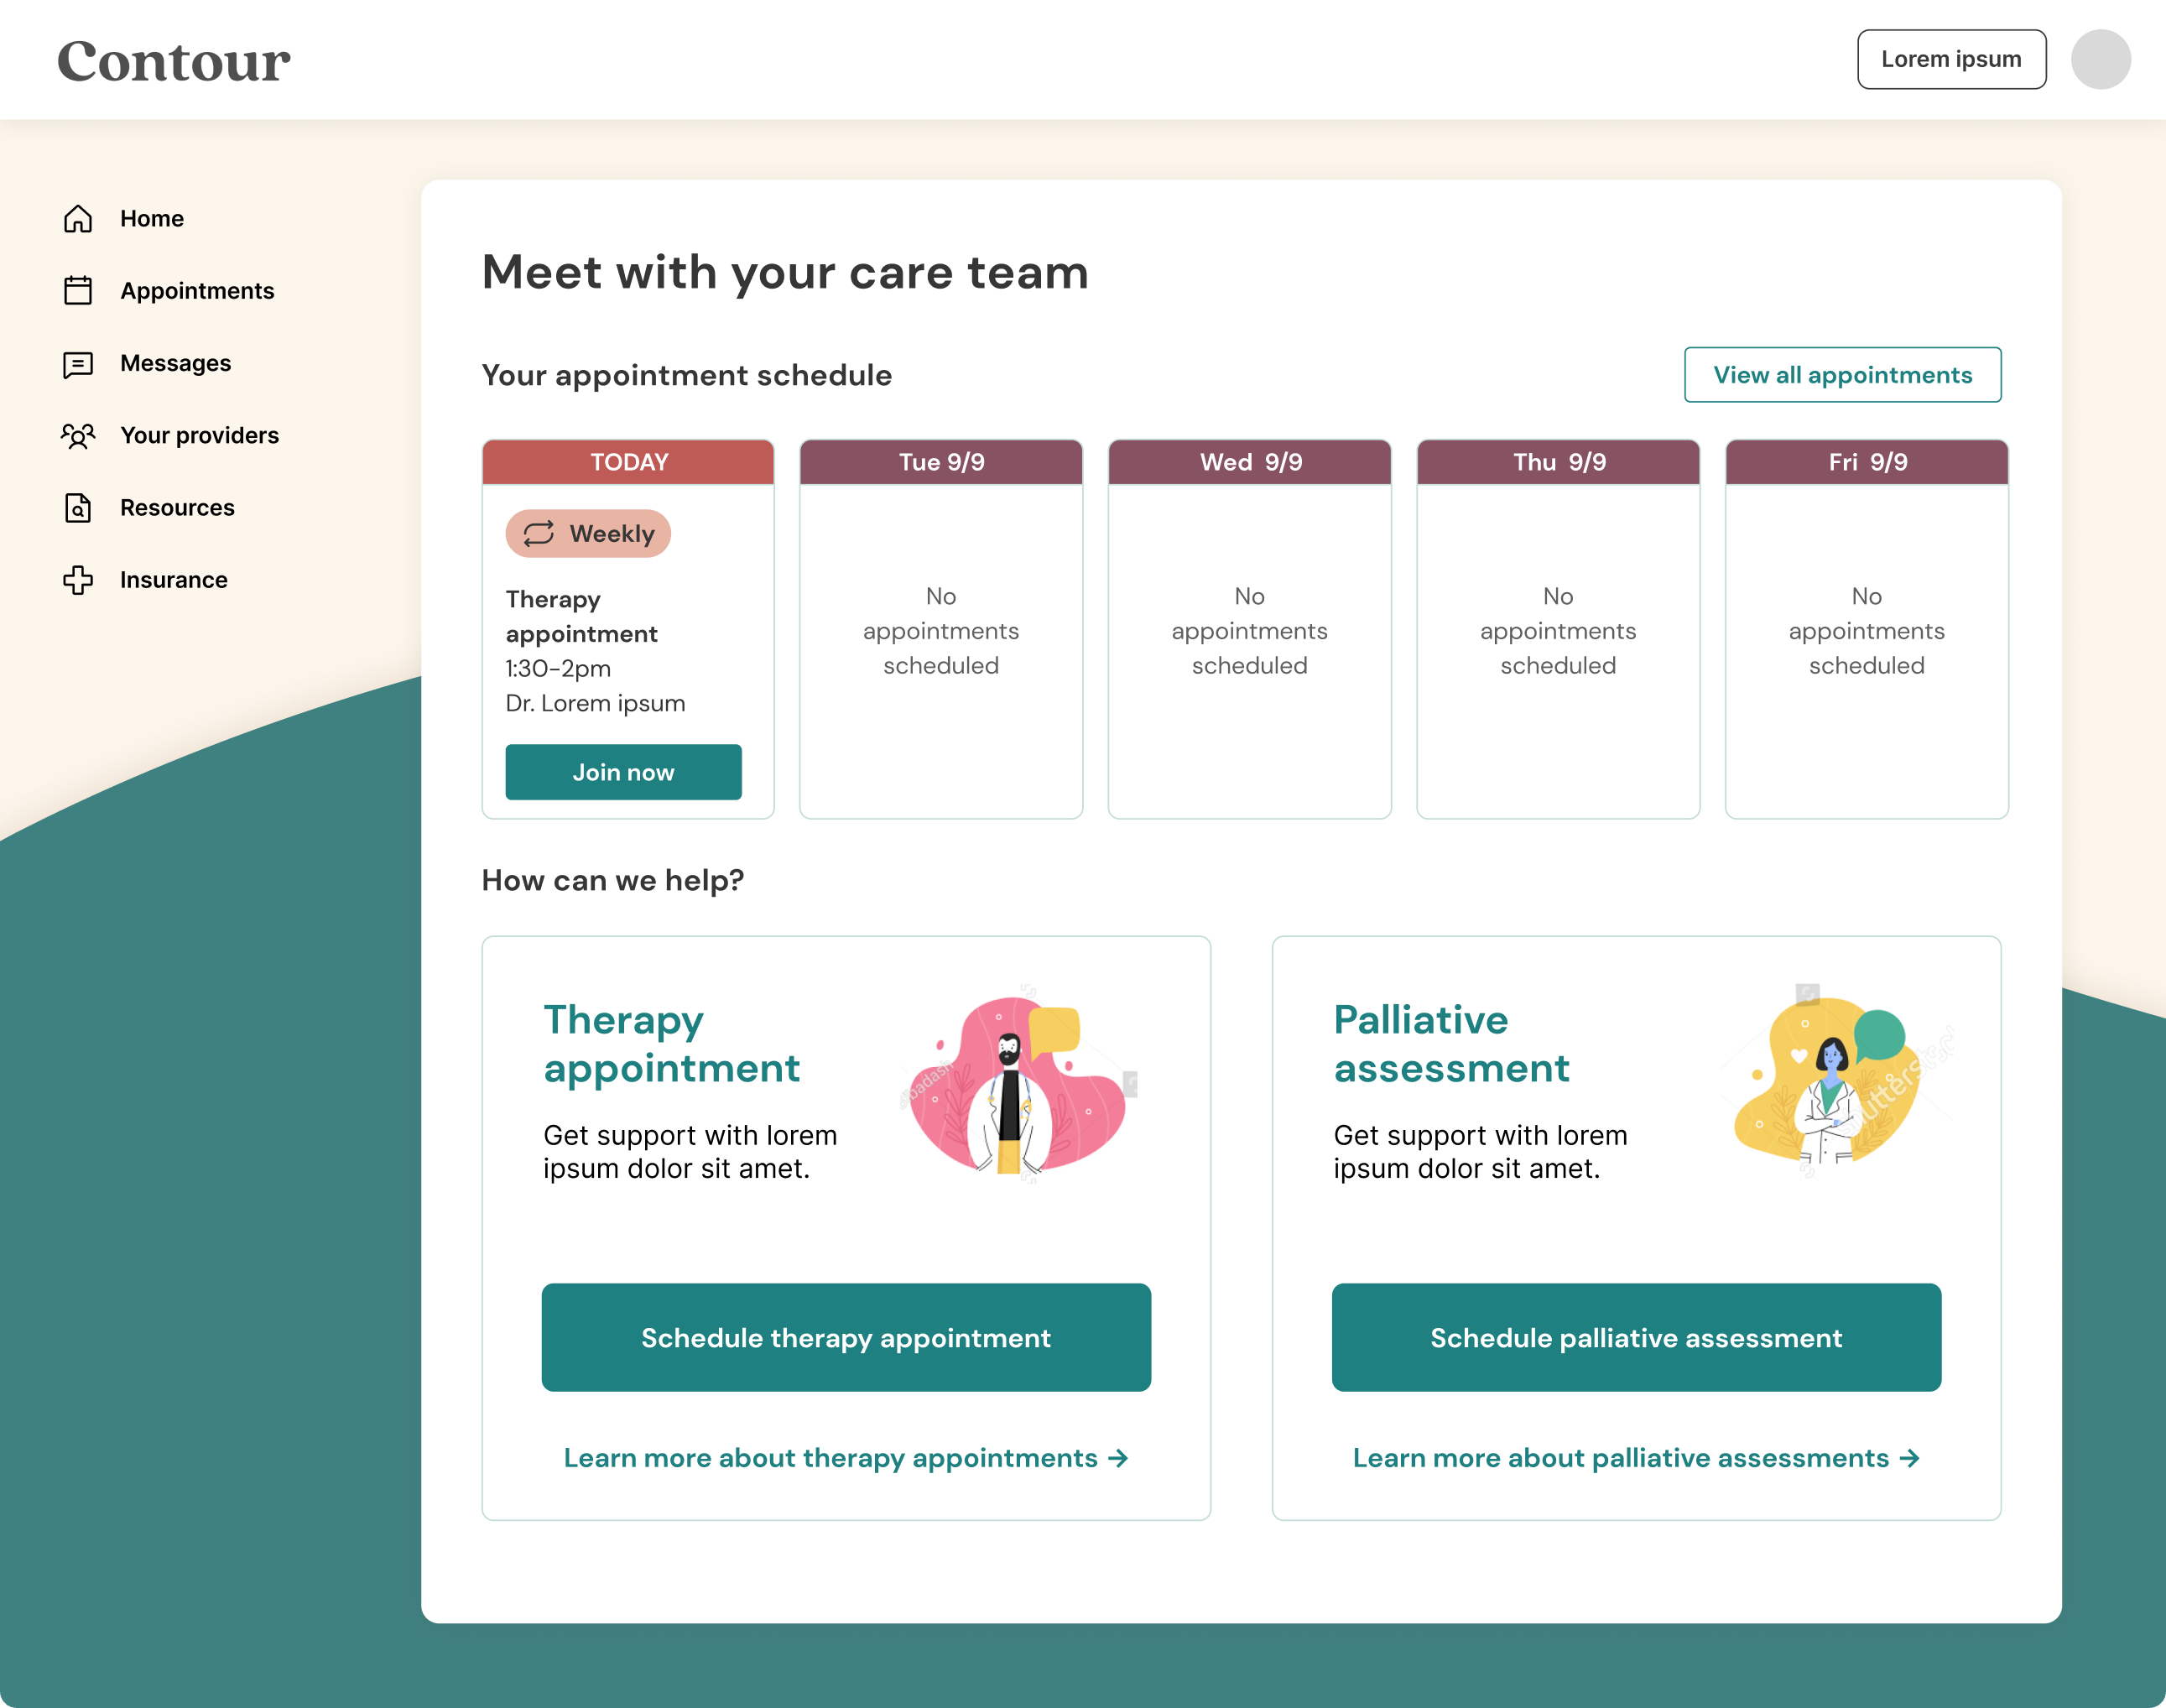 Contour
Lorem ipsum
Home
Appointments
Messages
Your providers
Resources
Insurance
Meet with your care team
Your appointment schedule
View all appointments
TODAY
Weekly
Therapy
appointment
1:30-2pm
Dr. Lorem ipsum
Join now
Tue 9/9
No
appointments
scheduled
Wed 9/9
No
appointments
scheduled
Thu 9/9
No
appointments
scheduled
Fri 9/9
No
appointments
scheduled
How can we help?
Therapy
appointment
Get support with lorem
ipsum dolor sit amet.
Schedule therapy appointment
Learn more about therapy appointments →
Palliative
assessment
Get support with lorem
ipsum dolor sit amet.
Schedule palliative assessment
Learn more about palliative assessments →